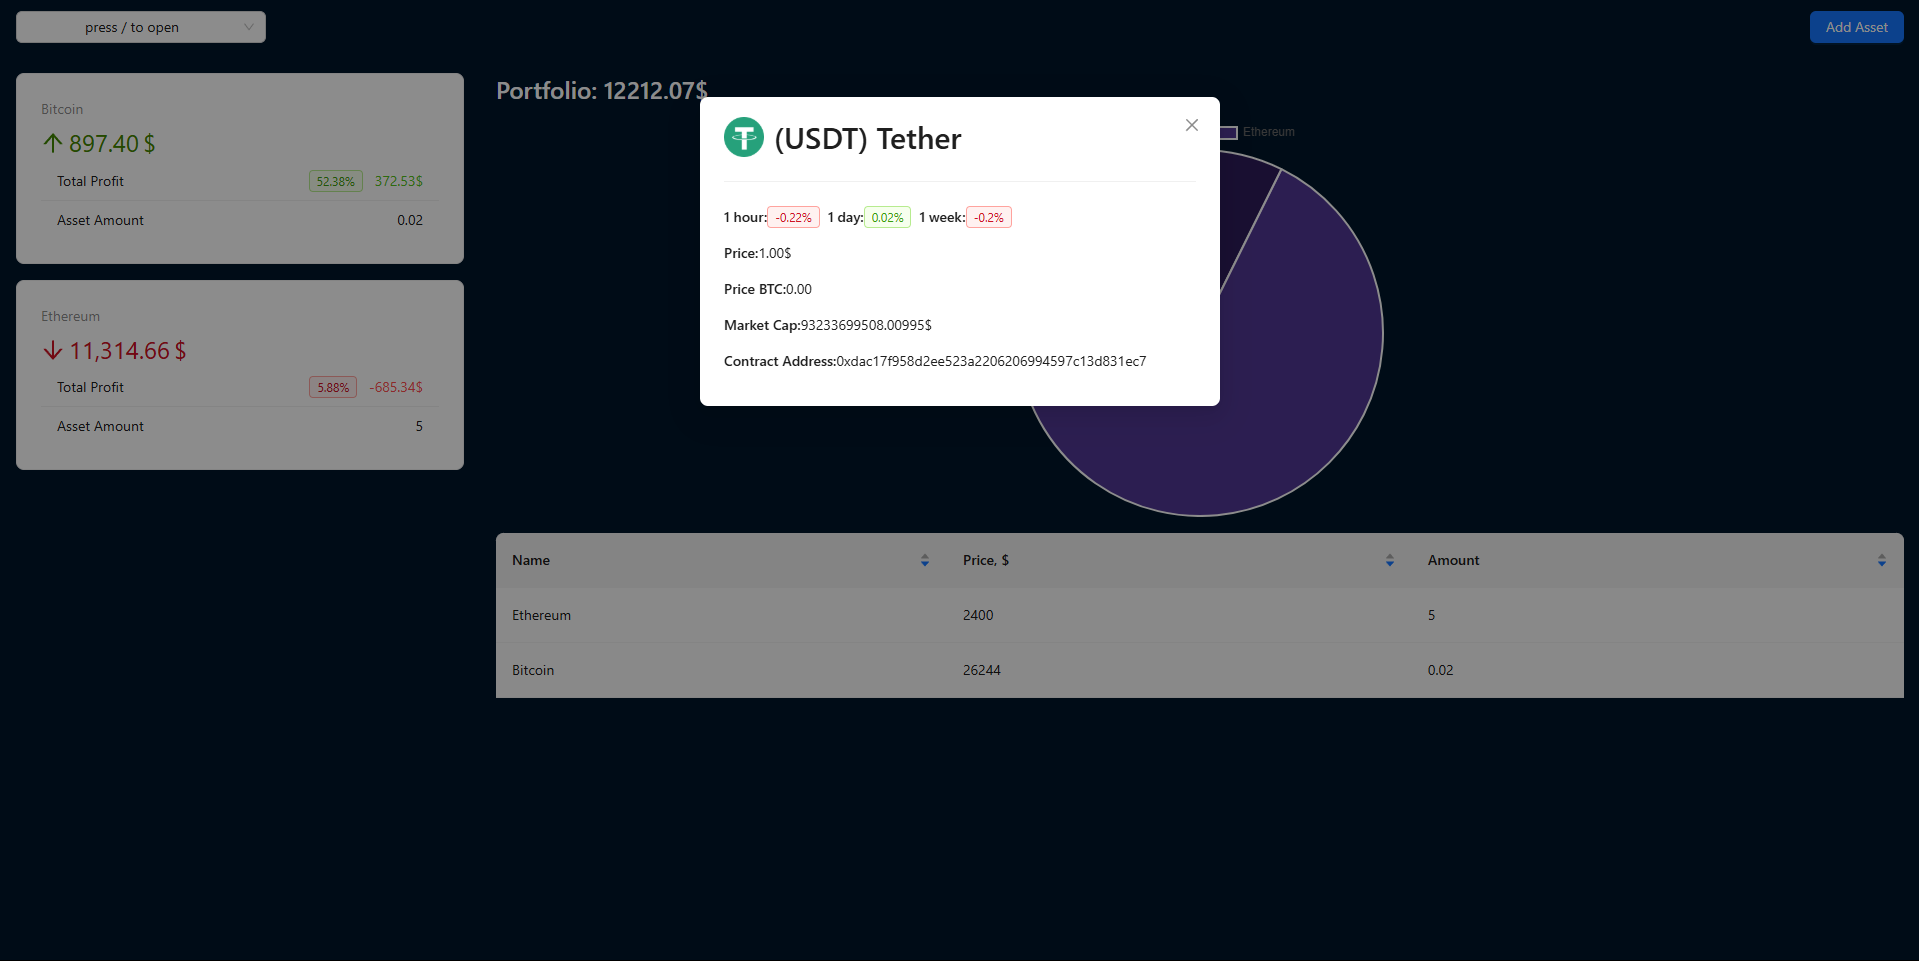 press / to open
Add Asset
Bitcoin
897.40 $
Total Profit 52.38% 372.53$
Asset Amount 0.02
Ethereum
11,314.66 $
Total Profit 5.88% -685.34$
Asset Amount 5
Portfolio: 12212.07$
Ethereum
(USDT) Tether
1 hour:-0.22% 1 day:0.02% 1 week:-0.2%
Price:1.00$
Price BTC:0.00
Market Cap:93233699508.00995$
Contract Address:0xdac17f958d2ee523a2206206994597c13d831ec7
Name Price, $ Amount
Ethereum 2400 5
Bitcoin 26244 0.02